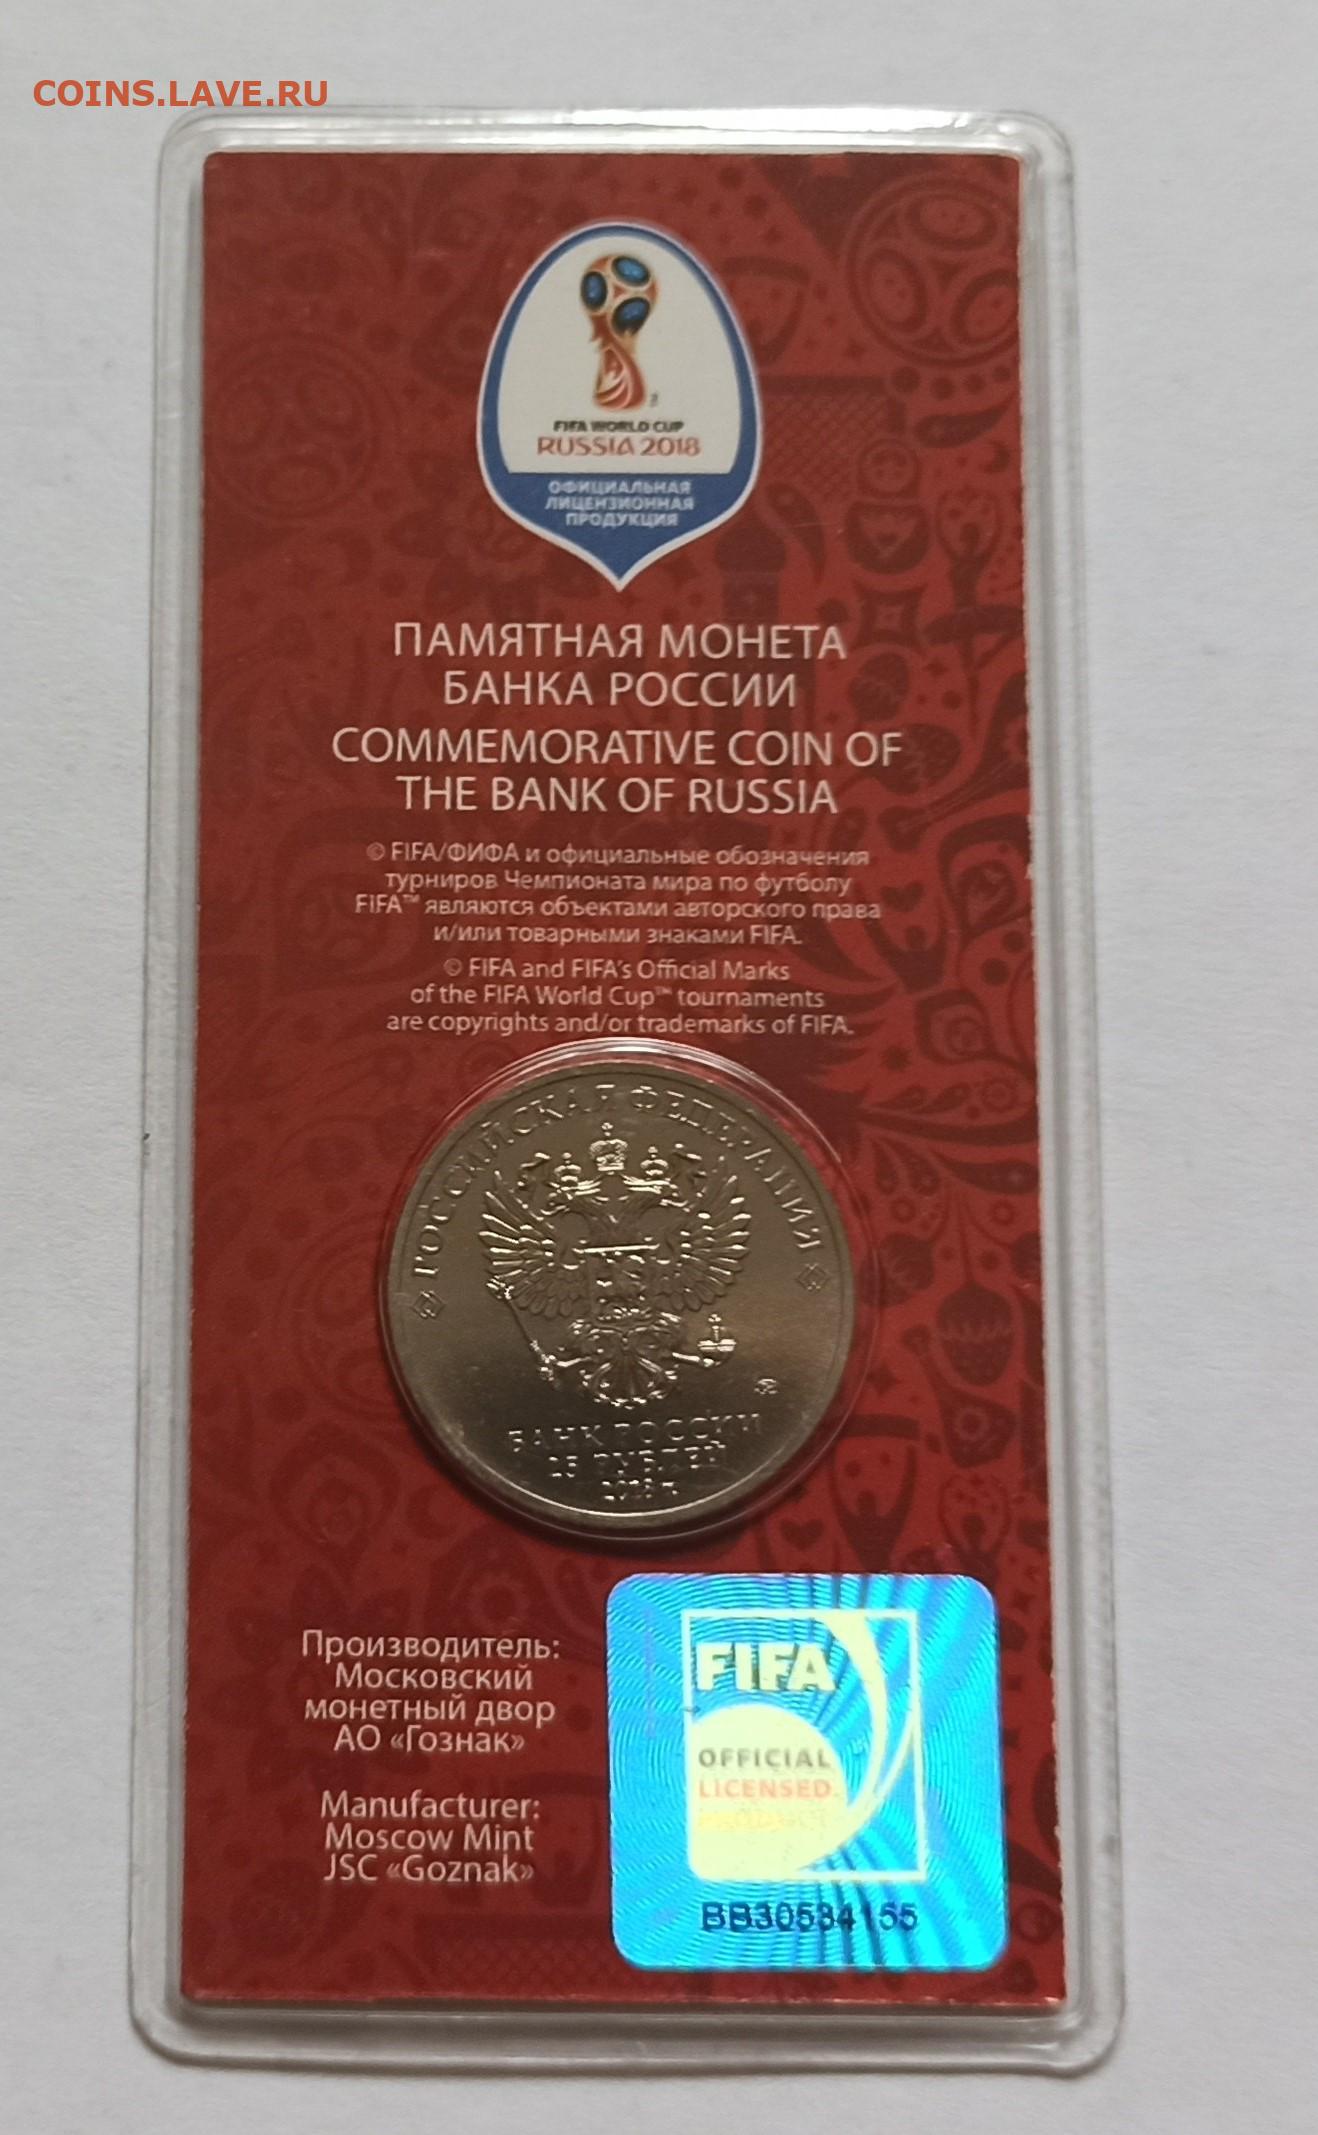 COINS.LAVE.RU
FIFA WORLD CUP
RUSSIA 2018
ОФИЦИАЛЬНАЯ
ЛИЦЕНЗИОННАЯ
ПРОДУКЦИЯ
ПАМЯТНАЯ МОНЕТА
БАНКА РОССИИ
COMMEMORATIVE COIN OF
THE BANK OF RUSSIA
© FIFA/ФИФА и официальные обозначения
турниров Чемпионата мира по футболу
FIFA™ являются объектами авторского права
и/или товарными знаками FIFA.
© FIFA and FIFA's Official Marks
of the FIFA World Cup™ tournaments
are copyrights and/or trademarks of FIFA.
РОССИЙСКАЯ ФЕДЕРАЦИЯ
БАНК РОССИИ
25 РУБЛЕЙ
2018 г.
Производитель:
Московский
монетный двор
АО «Гознак»
Manufacturer:
Moscow Mint
JSC «Goznak»
FIFA
OFFICIAL
LICENSED
PRODUCT
BB30534155